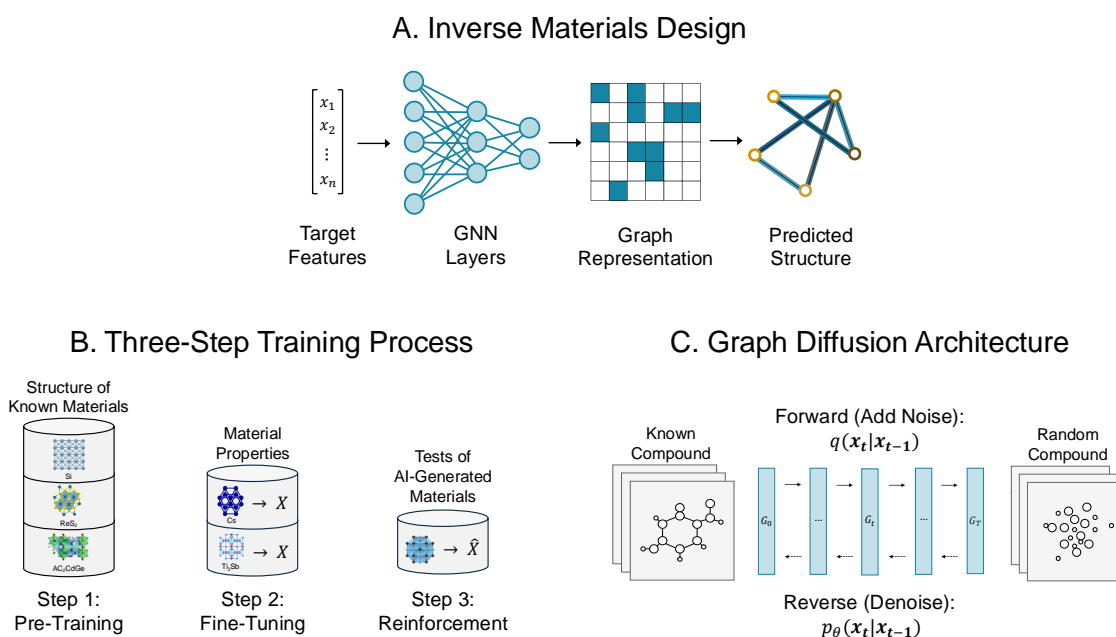 A. Inverse Materials Design
x₁
x₂
⋮
xₙ
Target
Features
GNN
Layers
Graph
Representation
Predicted
Structure
B. Three-Step Training Process
Structure of
Known Materials
Si
ReS₂
AC₂CdGe
Step 1:
Pre-Training
Material
Properties
Cs
→ X
Ti₃Sb
→ X
Step 2:
Fine-Tuning
Tests of
AI-Generated
Materials
→ X̂
Step 3:
Reinforcement
C. Graph Diffusion Architecture
Known
Compound
Forward (Add Noise):
q(xₜ|xₜ₋₁)
G₀
...
Gₜ
...
G_T
Reverse (Denoise):
p_θ(xₜ|xₜ₋₁)
Random
Compound